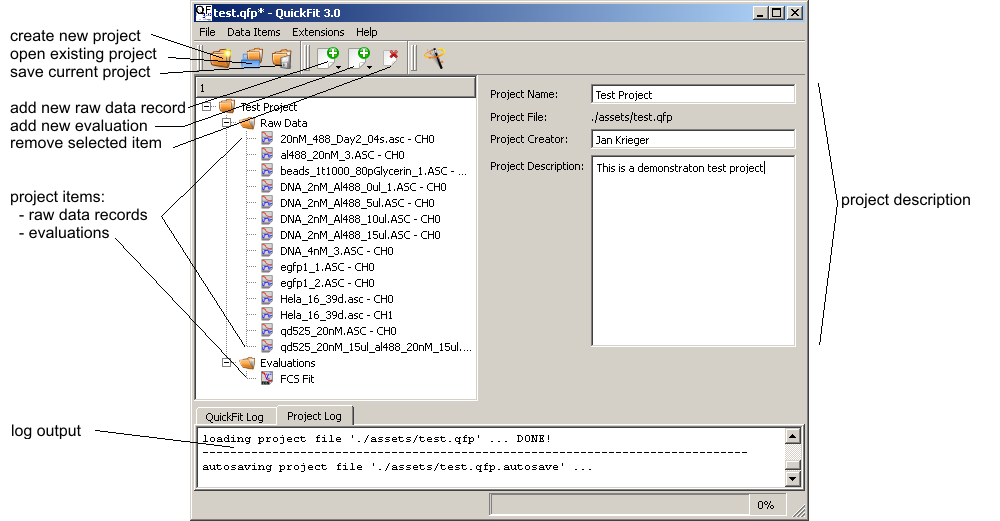 test.qfp* - QuickFit 3.0
File Data Items Extensions Help
create new project
open existing project
save current project
add new raw data record
add new evaluation
remove selected item
project items:
- raw data records
- evaluations
log output
1
Test Project
Raw Data
20nM_488_Day2_04s.asc - CH0
al488_20nM_3.ASC - CH0
beads_1t1000_80pGlycerin_1.ASC - ...
DNA_2nM_Al488_0ul_1.ASC - CH0
DNA_2nM_Al488_5ul.ASC - CH0
DNA_2nM_Al488_10ul.ASC - CH0
DNA_2nM_Al488_15ul.ASC - CH0
DNA_4nM_3.ASC - CH0
egfp1_1.ASC - CH0
egfp1_2.ASC - CH0
Hela_16_39d.asc - CH0
Hela_16_39d.asc - CH1
qd525_20nM.ASC - CH0
qd525_20nM_15ul_al488_20nM_15ul....
Evaluations
FCS Fit
Project Name: Test Project
Project File: ./assets/test.qfp
Project Creator: Jan Krieger
Project Description: This is a demonstraton test project
project description
QuickFit Log Project Log
loading project file './assets/test.qfp' ... DONE!
autosaving project file './assets/test.qfp.autosave' ...
0%